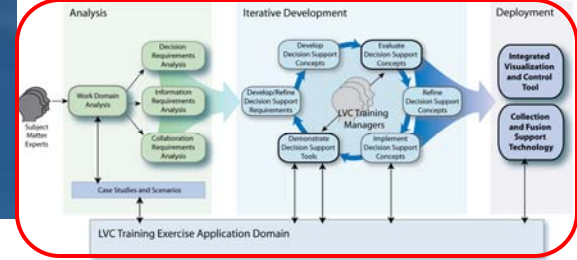 Analysis
Iterative Development
Deployment
Subject
Matter
Experts
Work Domain
Analysis
Decision
Requirements
Analysis
Information
Requirements
Analysis
Collaboration
Requirements
Analysis
Case Studies and Scenarios
Develop
Decision Support
Concepts
Evaluate
Decision Support
Concepts
Develop/Refine
Decision Support
Requirements
LVC Training
Managers
Refine
Decision Support
Concepts
Demonstrate
Decision Support
Tools
Implement
Decision Support
Concepts
Integrated
Visualization
and Control
Tool
Collection
and Fusion
Support
Technology
LVC Training Exercise Application Domain